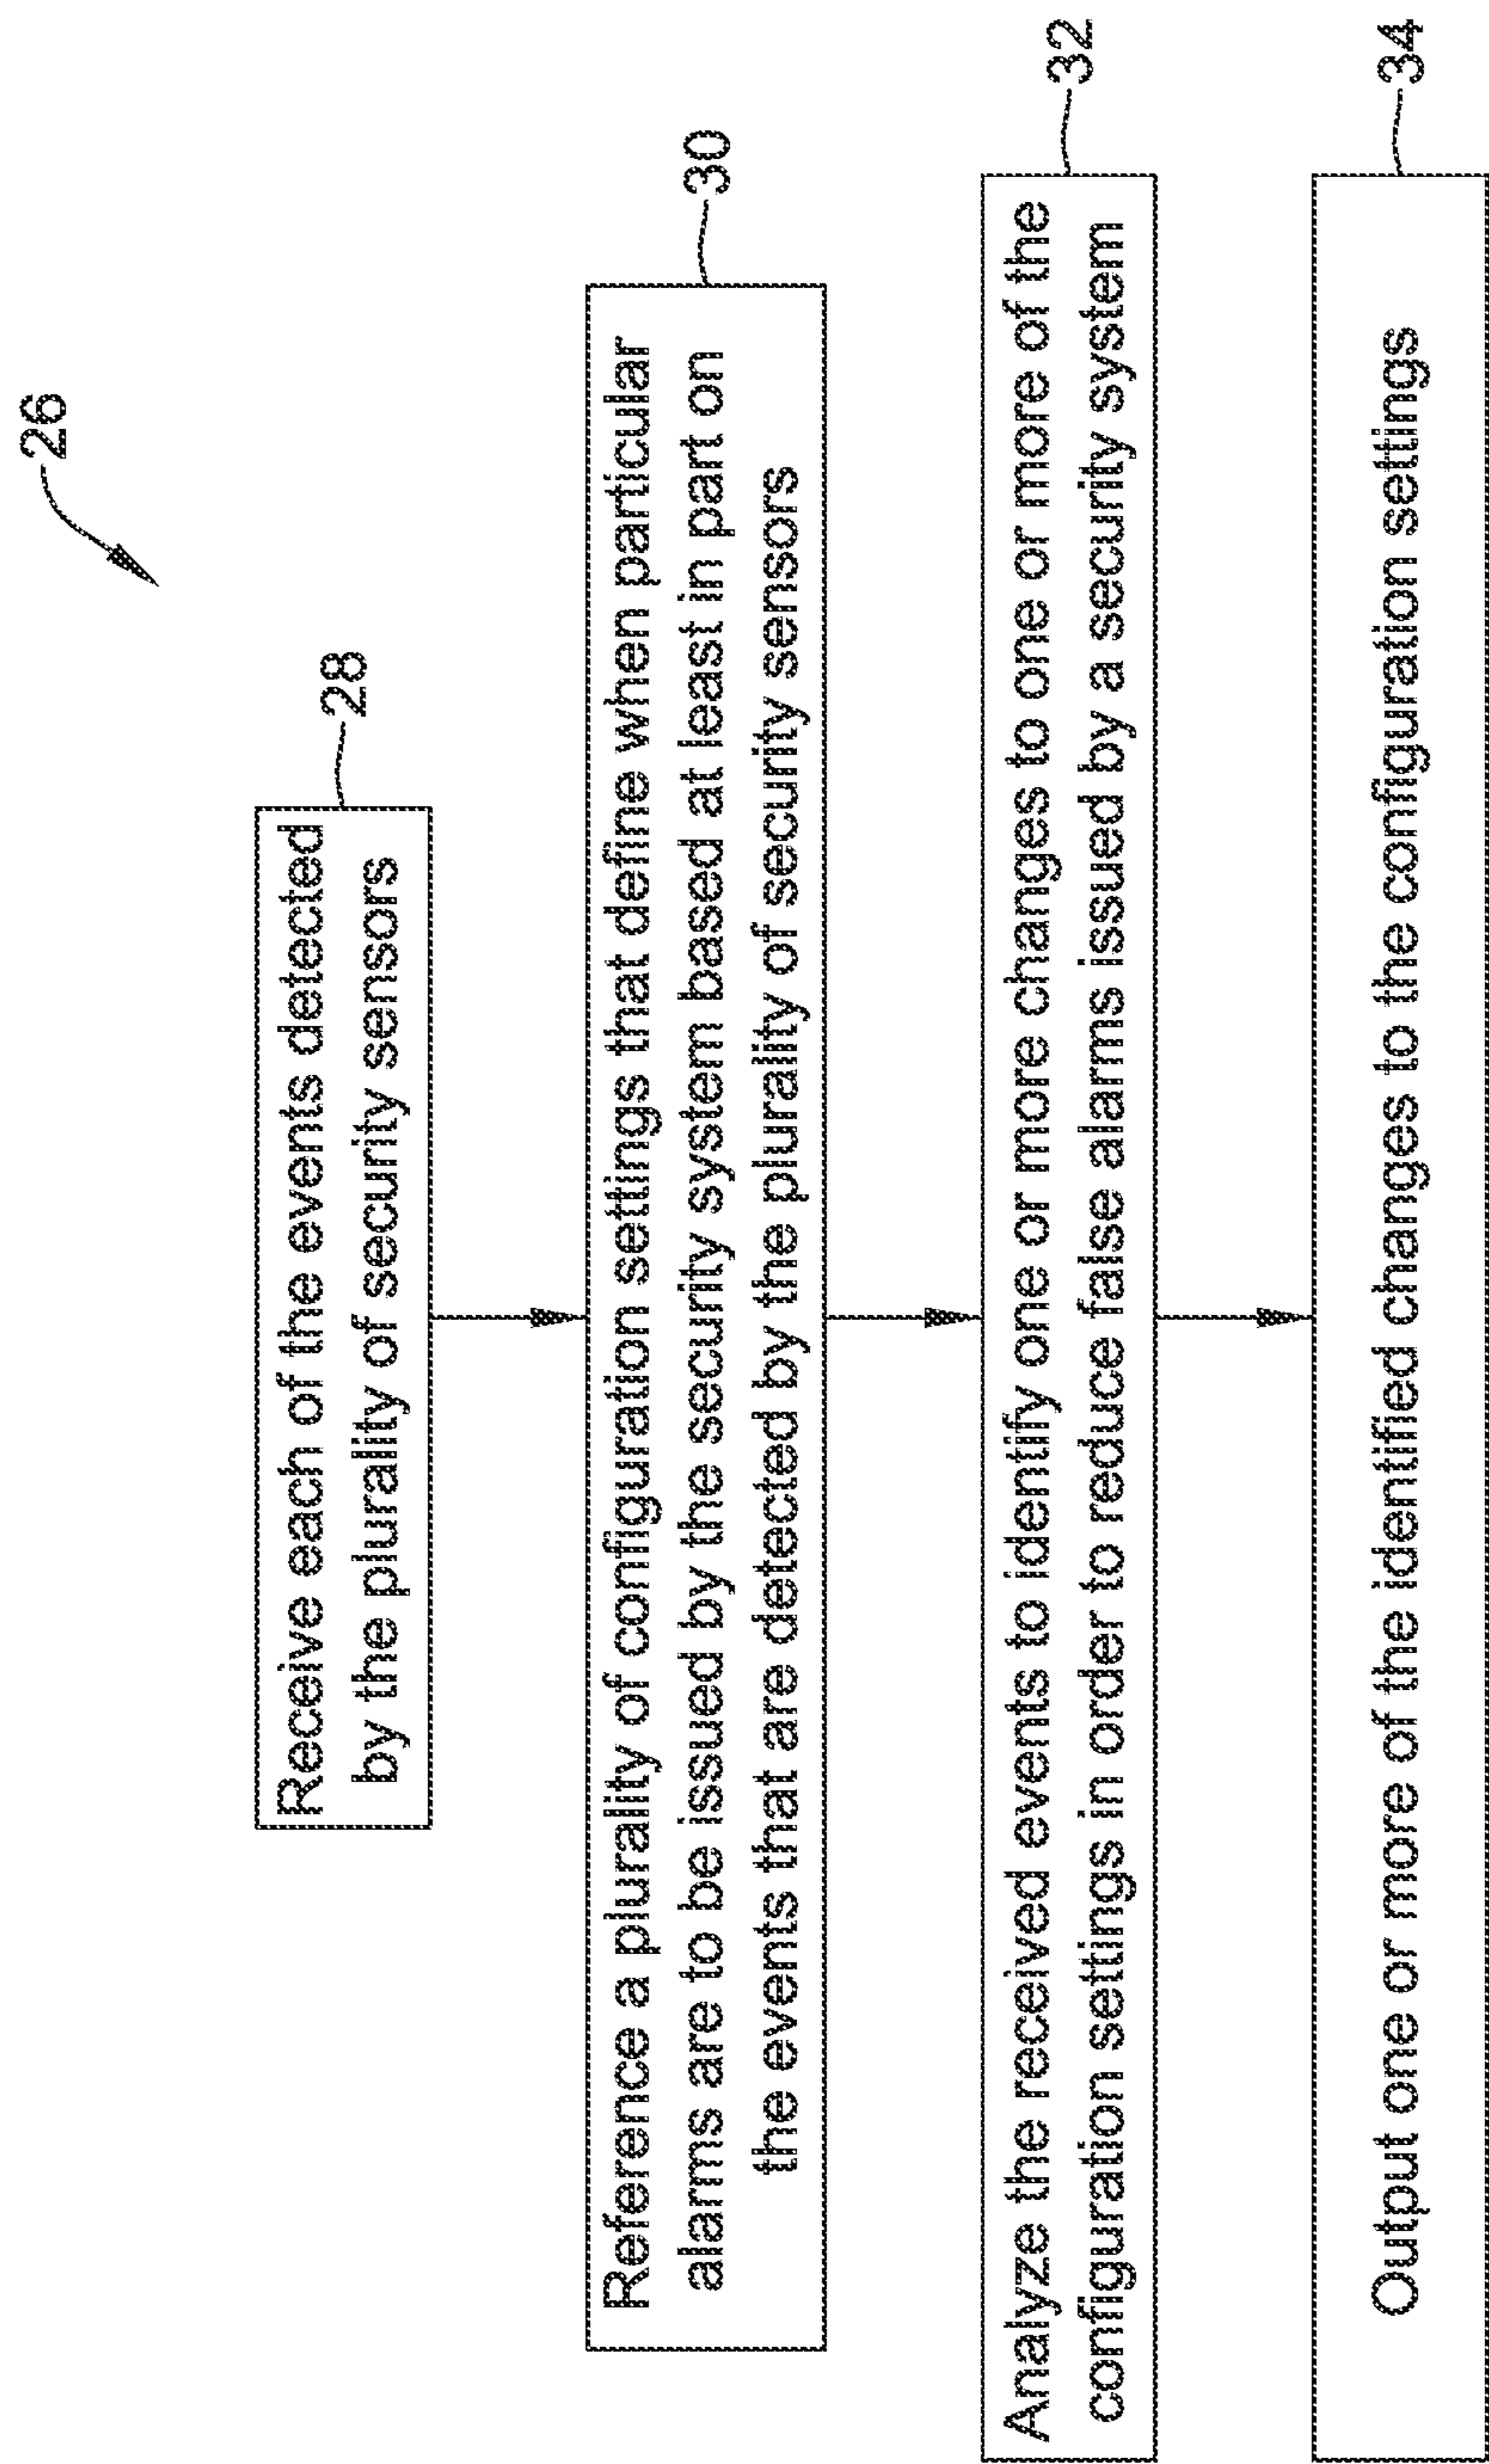 26
28
Receive each of the events detected
by the plurality of security sensors
30
Reference a plurality of configuration settings that define when particular
alarms are to be issued by the security system based at least in part on
the events that are detected by the plurality of security sensors
32
Analyze the received events to identify one or more changes to one or more of the
configuration settings in order to reduce false alarms issued by a security system
34
Output one or more of the identified changes to the configuration settings